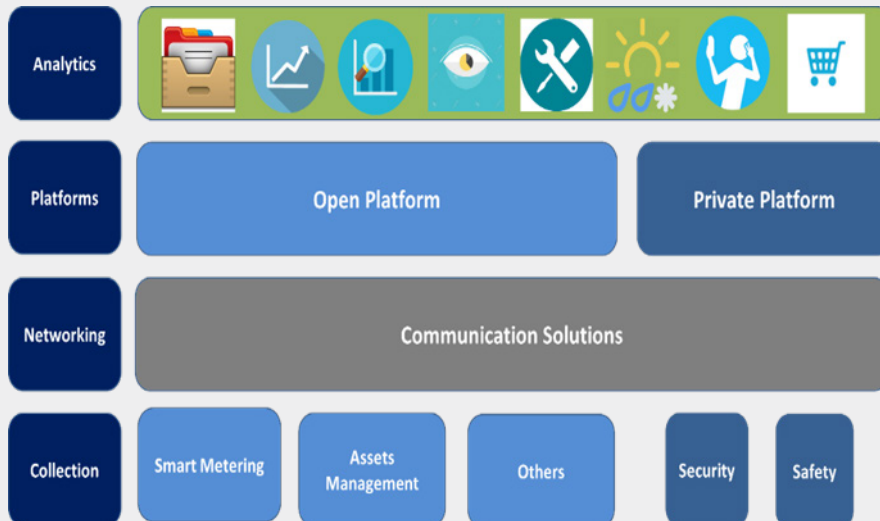 Analytics
Platforms
Open Platform
Private Platform
Networking
Communication Solutions
Collection
Smart Metering
Assets
Management
Others
Security
Safety